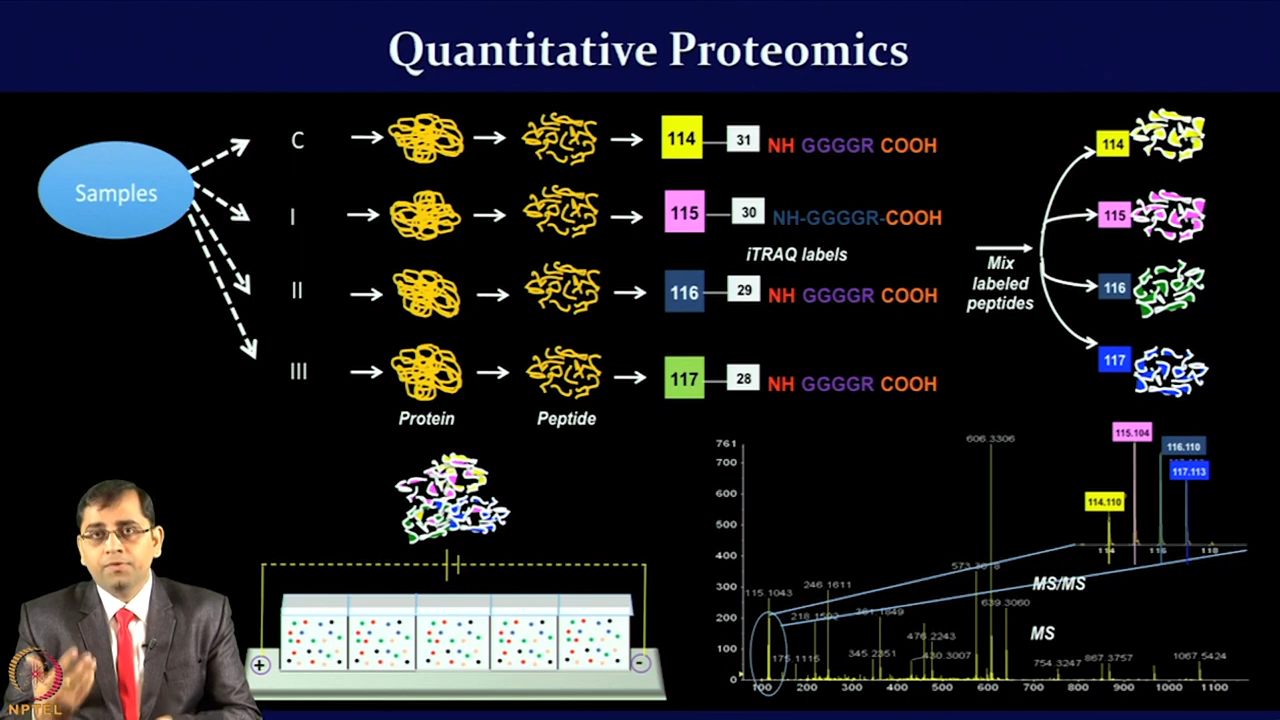 Quantitative Proteomics
Samples
C
114
31
NH GGGGR COOH
114
I
115
30
NH-GGGGR-COOH
115
iTRAQ labels
Mix
labeled
peptides
II
116
29
NH GGGGR COOH
116
III
117
28
NH GGGGR COOH
117
Protein
Peptide
+
-
761
700
600
500
400
300
200
100
0
606.3306
115.104
116.110
117.113
114.110
114
116
118
MS/MS
MS
115.1043
246.1611
639.3060
476.2243
430.3007
345.2351
175.1115
754.3247
867.3757
1067.5424
100
200
300
400
500
600
700
800
900
1000
1100
NPTEL